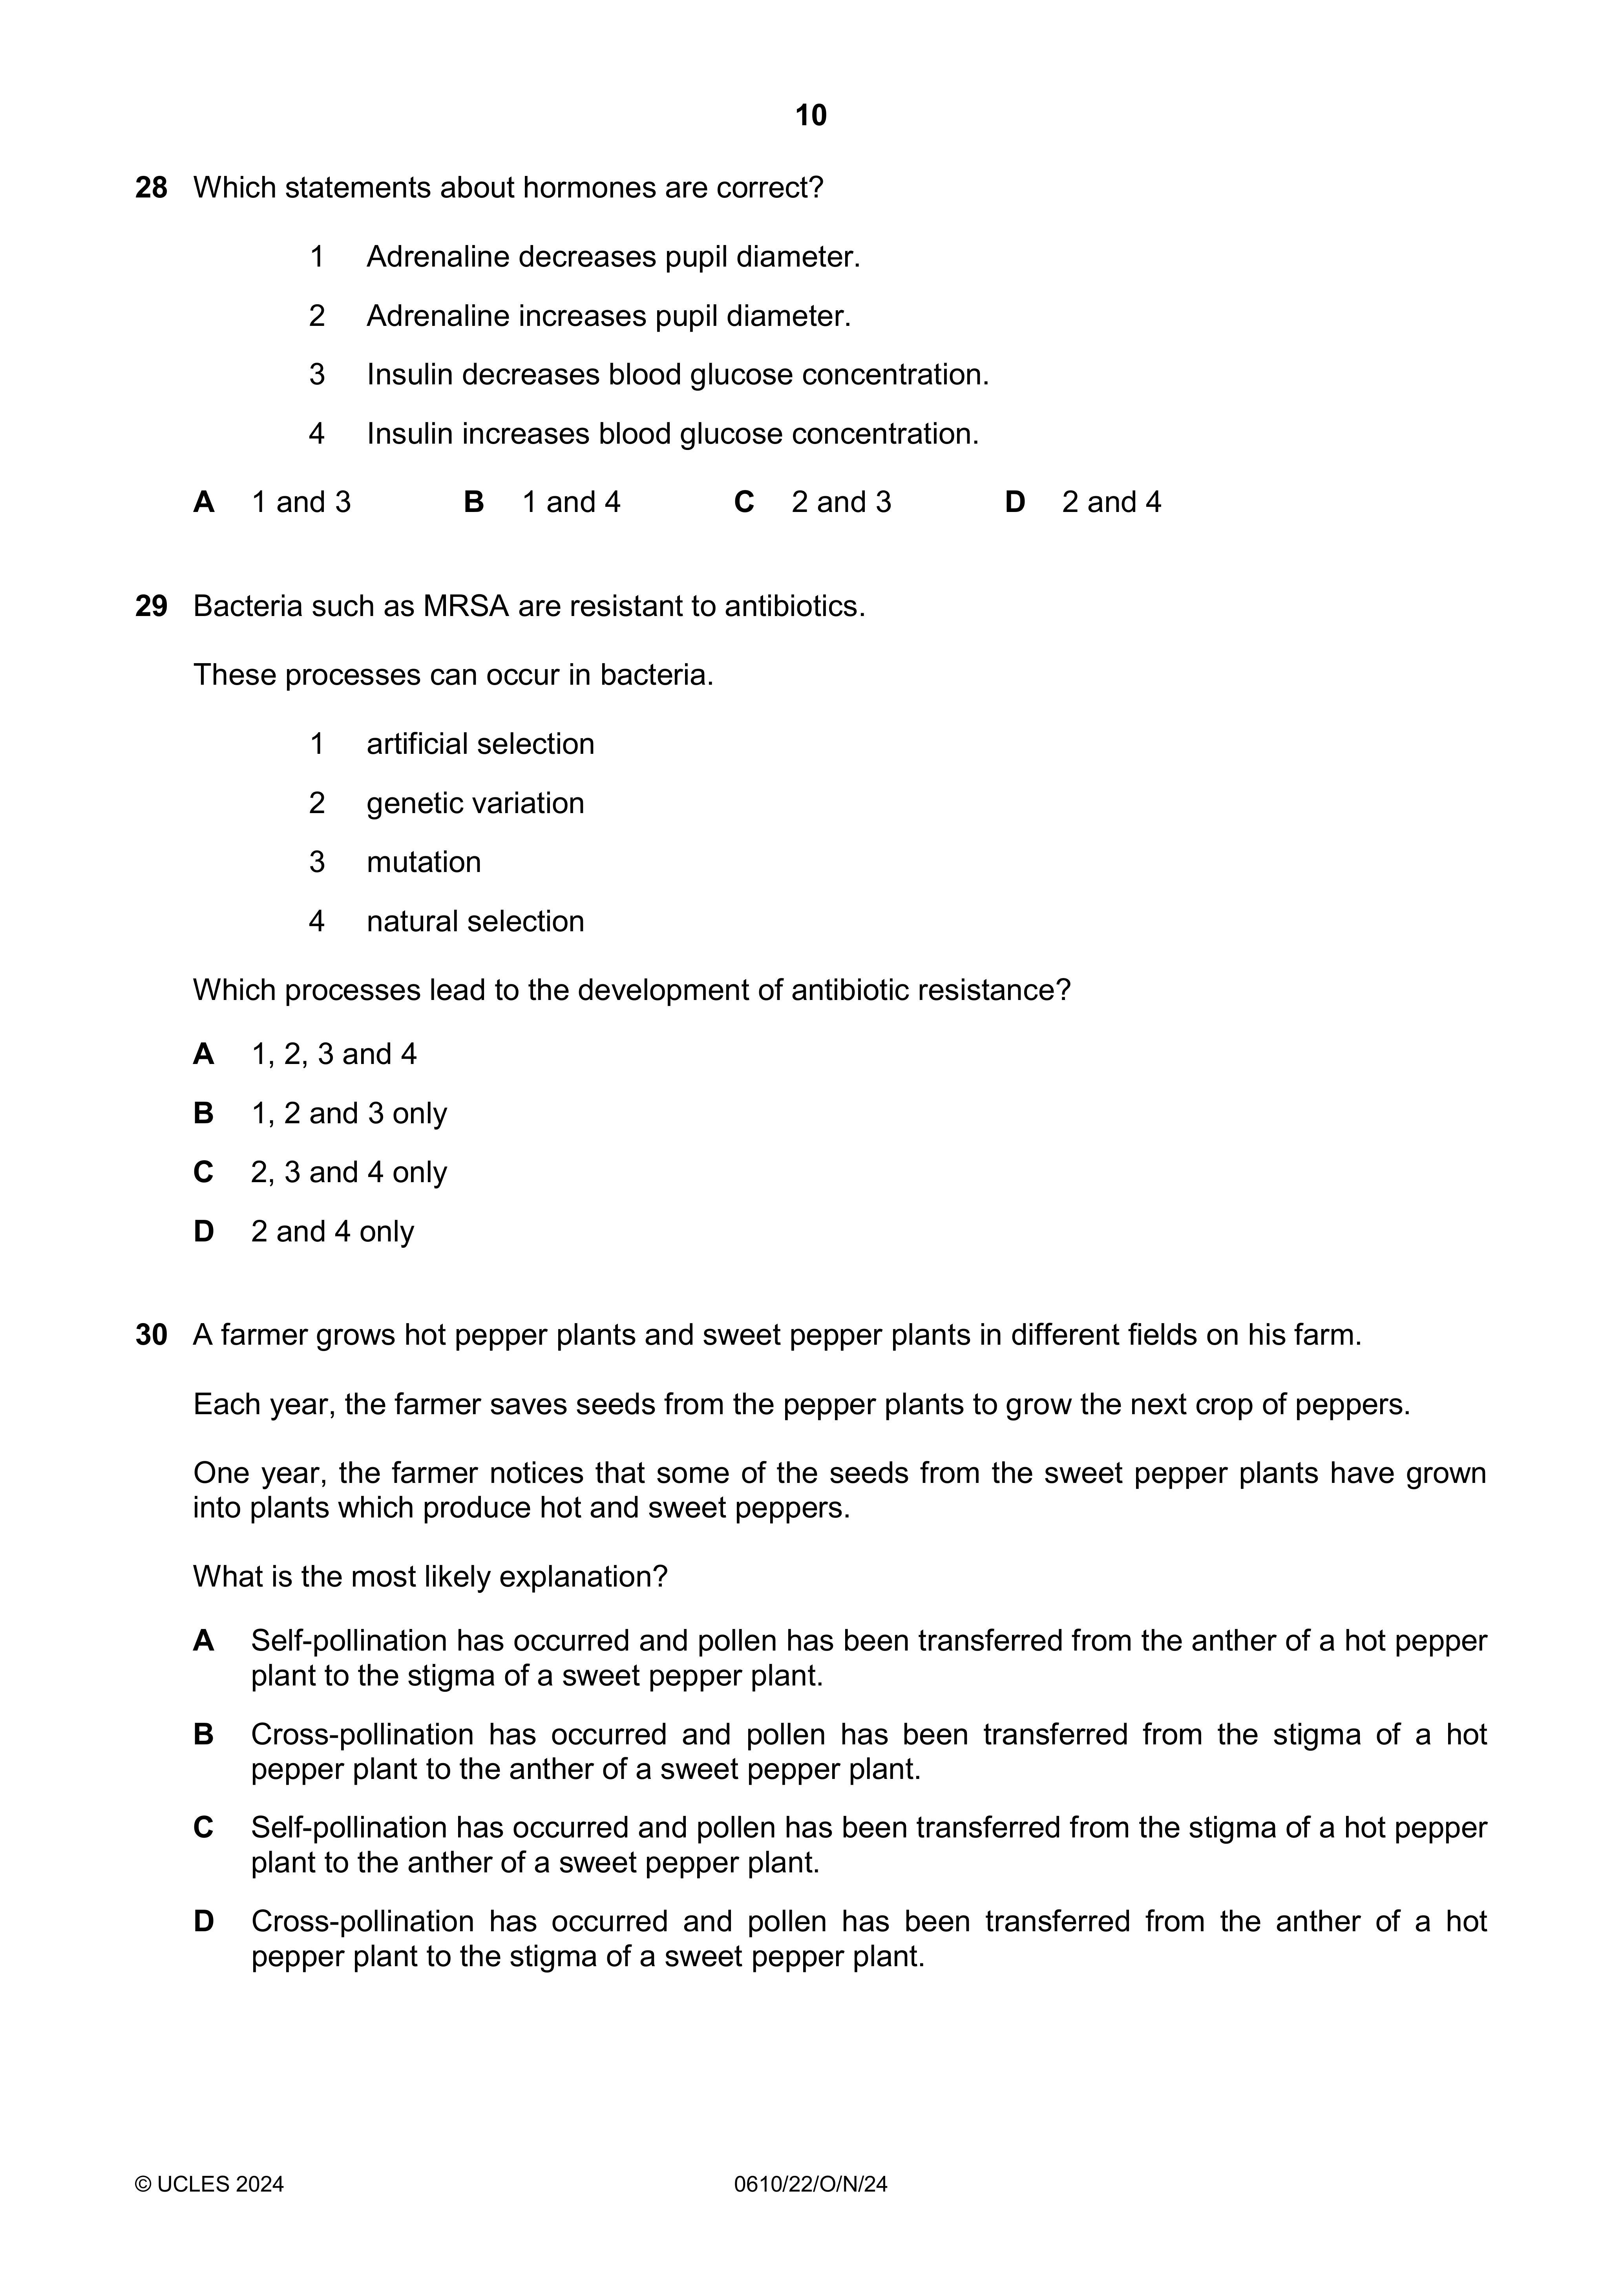 10
28 Which statements about hormones are correct?
1 Adrenaline decreases pupil diameter.
2 Adrenaline increases pupil diameter.
3 Insulin decreases blood glucose concentration.
4 Insulin increases blood glucose concentration.
A 1 and 3 B 1 and 4 C 2 and 3 D 2 and 4
29 Bacteria such as MRSA are resistant to antibiotics.
These processes can occur in bacteria.
1 artificial selection
2 genetic variation
3 mutation
4 natural selection
Which processes lead to the development of antibiotic resistance?
A 1, 2, 3 and 4
B 1, 2 and 3 only
C 2, 3 and 4 only
D 2 and 4 only
30 A farmer grows hot pepper plants and sweet pepper plants in different fields on his farm.
Each year, the farmer saves seeds from the pepper plants to grow the next crop of peppers.
One year, the farmer notices that some of the seeds from the sweet pepper plants have grown
into plants which produce hot and sweet peppers.
What is the most likely explanation?
A Self-pollination has occurred and pollen has been transferred from the anther of a hot pepper
plant to the stigma of a sweet pepper plant.
B Cross-pollination has occurred and pollen has been transferred from the stigma of a hot
pepper plant to the anther of a sweet pepper plant.
C Self-pollination has occurred and pollen has been transferred from the stigma of a hot pepper
plant to the anther of a sweet pepper plant.
D Cross-pollination has occurred and pollen has been transferred from the anther of a hot
pepper plant to the stigma of a sweet pepper plant.
© UCLES 2024 0610/22/O/N/24